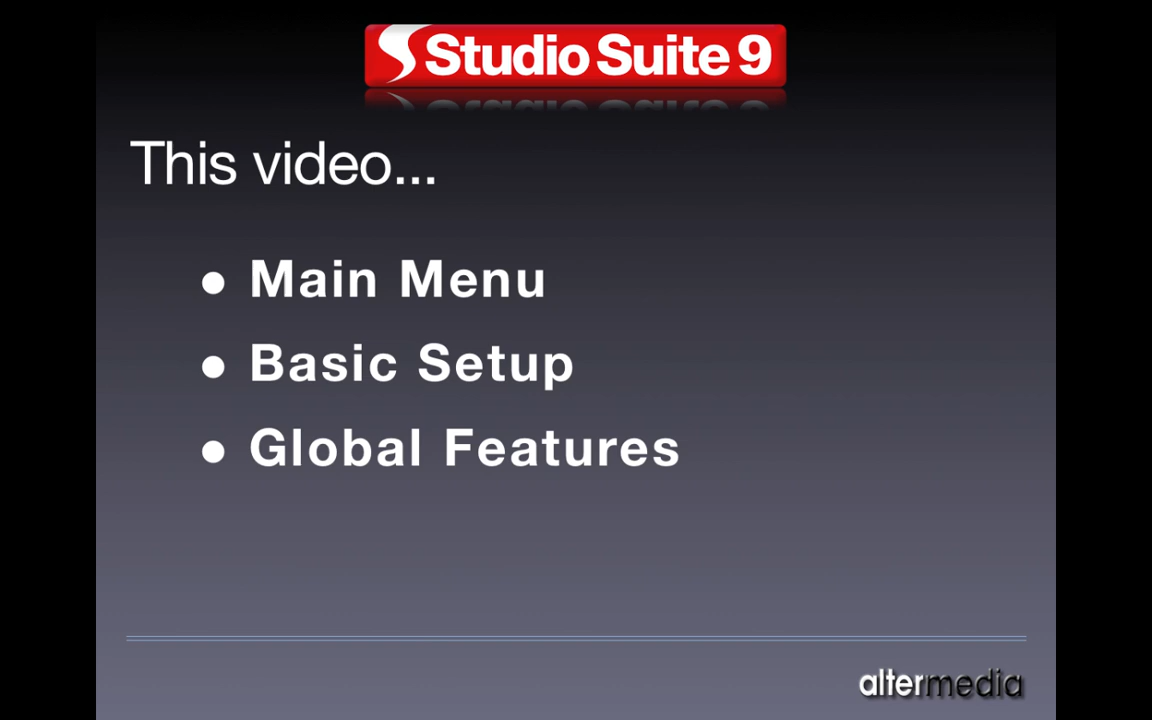 Studio Suite 9
This video...
• Main Menu
• Basic Setup
• Global Features
altermedia